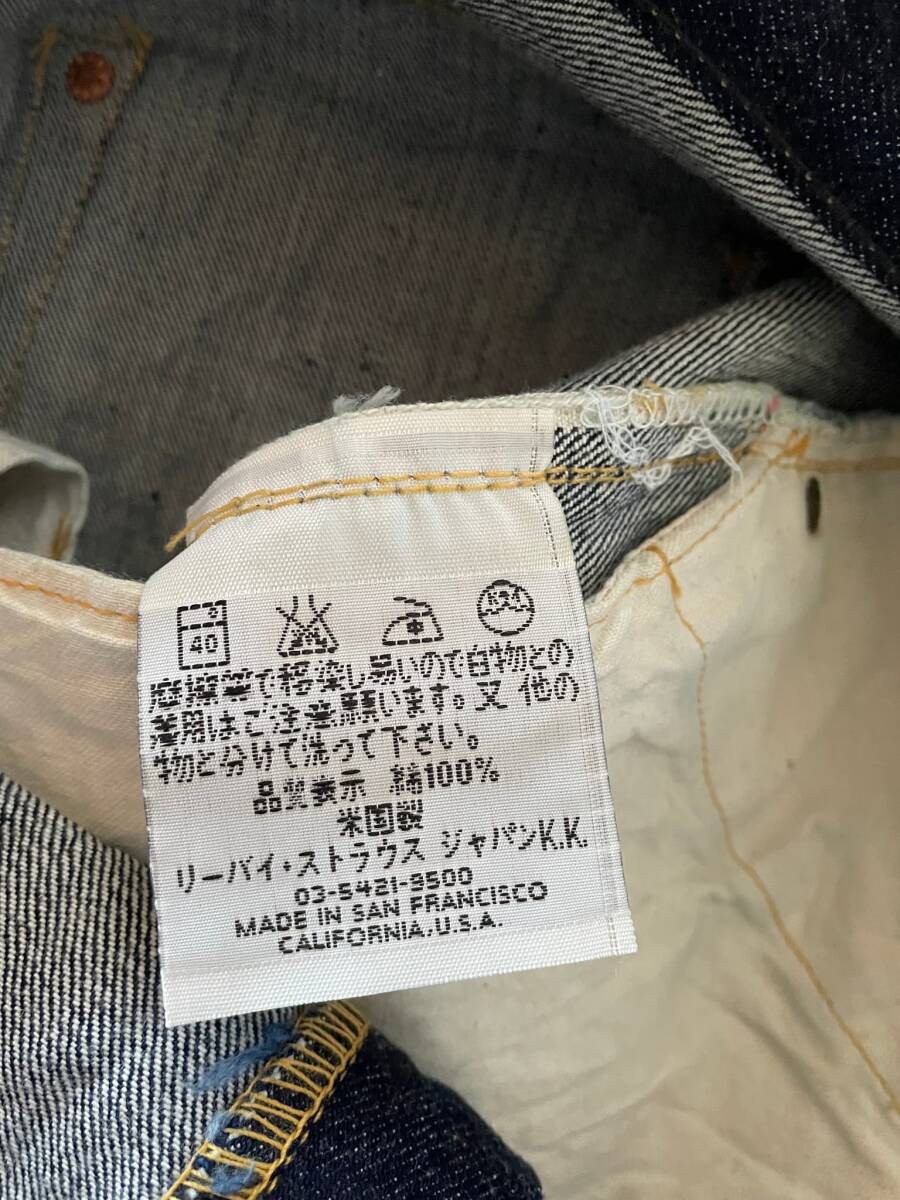 40
摩擦等で移染し易いので白物との
着用はご注意願います。又 他の
物と分けて洗って下さい。
品質表示 綿100%
米国製
リーバイ・ストラウス ジャパンK.K.
03-5421-9500
MADE IN SAN FRANCISCO
CALIFORNIA,U.S.A.